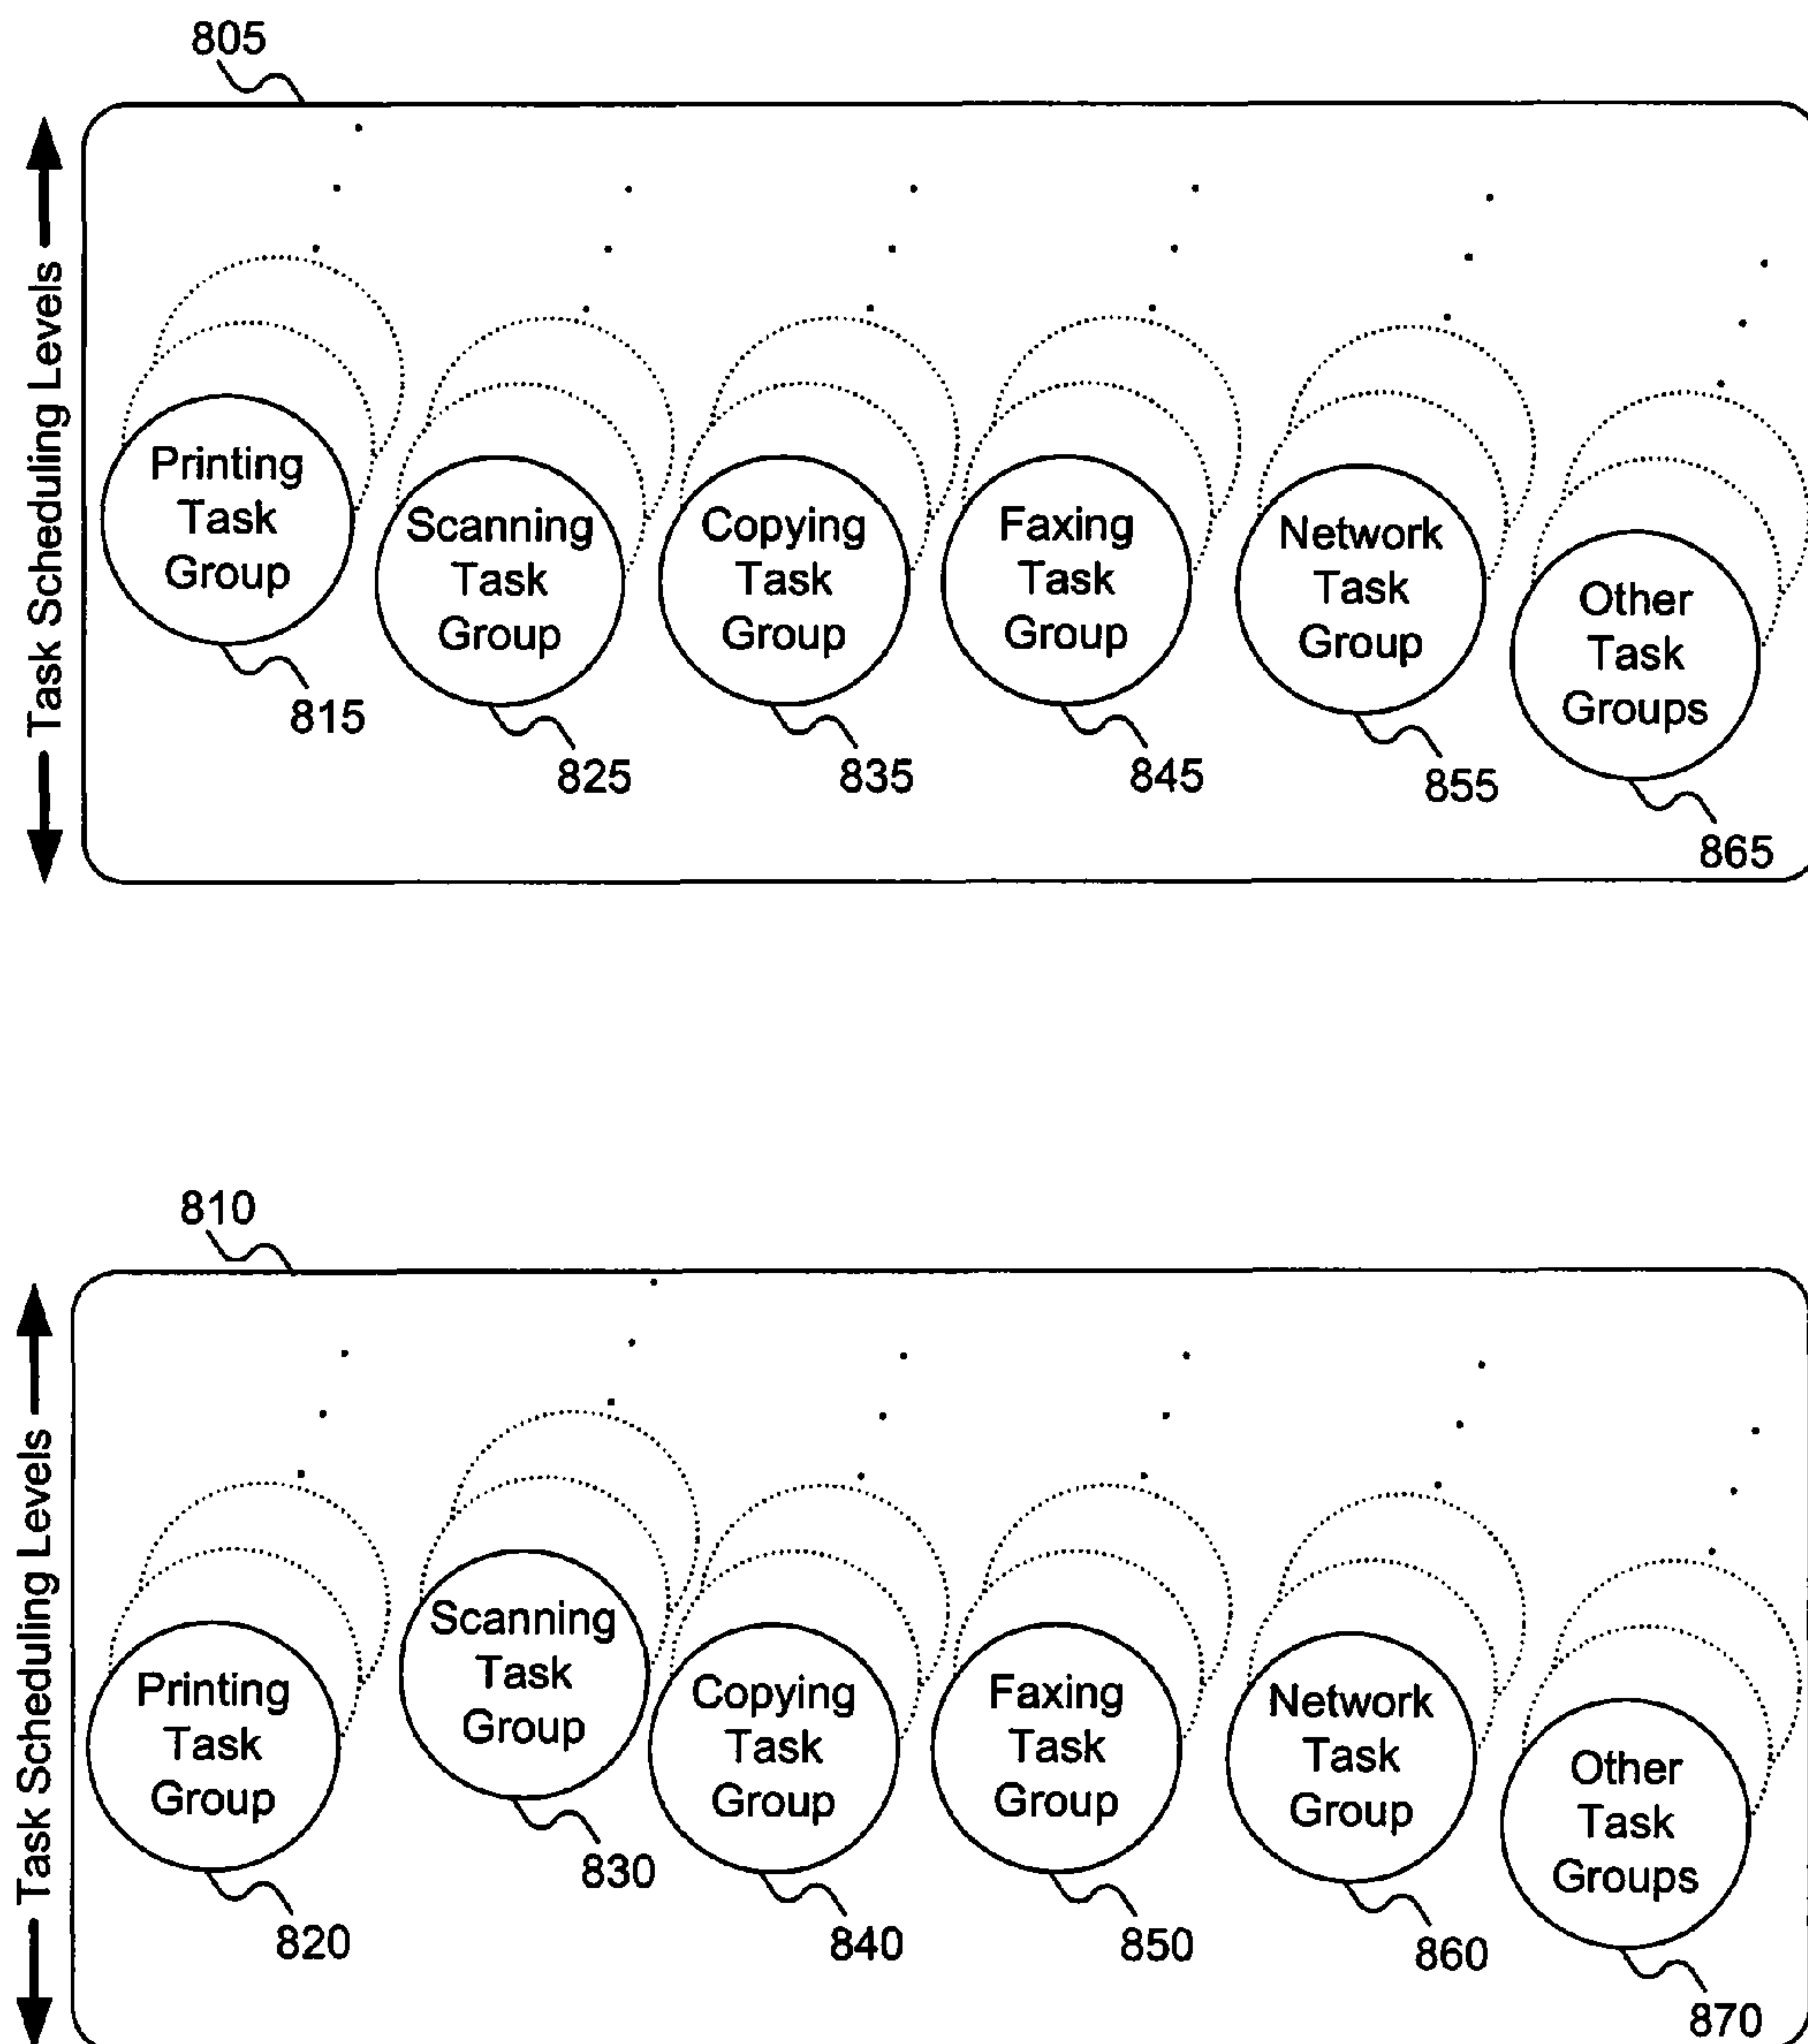 805
Task Scheduling Levels
Printing
Task
Group
815
Scanning
Task
Group
825
Copying
Task
Group
835
Faxing
Task
Group
845
Network
Task
Group
855
Other
Task
Groups
865
810
Task Scheduling Levels
Printing
Task
Group
820
Scanning
Task
Group
830
Copying
Task
Group
840
Faxing
Task
Group
850
Network
Task
Group
860
Other
Task
Groups
870